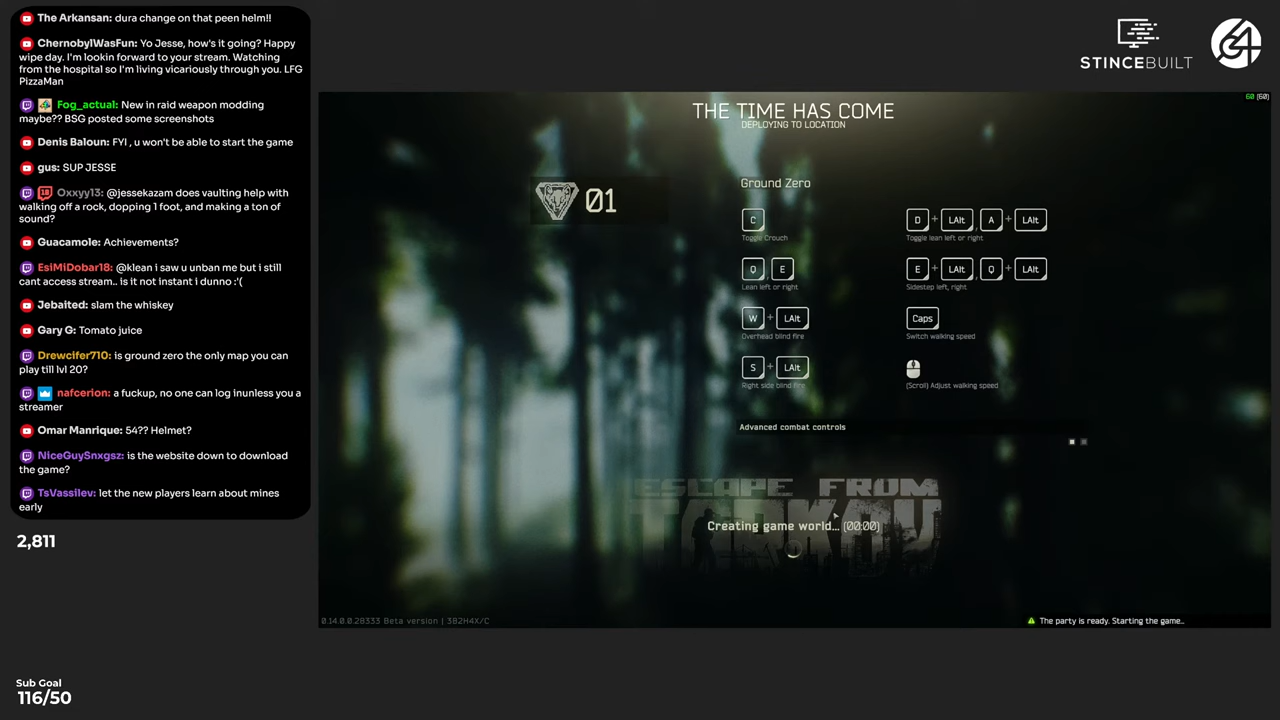 The Arkansan: dura change on that peen helm!!
ChernobylWasFun: Yo Jesse, how's it going? Happy
wipe day. I'm lookin forward to your stream. Watching
from the hospital so I'm living vicariously through you. LFG
PizzaMan
Fog_actual: New in raid weapon modding
maybe?? BSG posted some screenshots
Denis Baloun: FYI , u won't be able to start the game
gus: SUP JESSE
Oxxyy13: @jessekazam does vaulting help with
walking off a rock, dopping 1 foot, and making a ton of
sound?
Guacamole: Achievements?
EsiMiDobar18: @klean i saw u unban me but i still
cant access stream.. is it not instant i dunno :'(
Jebaited: slam the whiskey
Gary G: Tomato juice
Drewcifer710: is ground zero the only map you can
play till lvl 20?
nafcerion: a fuckup, no one can log inunless you a
streamer
Omar Manrique: 54?? Helmet?
NiceGuySnxgsz: is the website down to download
the game?
TsVassilev: let the new players learn about mines
early
2,811
Sub Goal
116/50
STINCEBUILT
G4
60 (60)
THE TIME HAS COME
DEPLOYING TO LOCATION
01
Ground Zero
C
Toggle Crouch
D + LAlt , A + LAlt
Toggle lean left or right
Q , E
Lean left or right
E + LAlt , Q + LAlt
Sidestep left, right
W + LAlt
Overhead blind fire
Caps
Switch walking speed
S + LAlt
Right side blind fire
(Scroll) Adjust walking speed
Advanced combat controls
ESCAPE FROM
TARKOV
Creating game world... (00:00)
0.14.0.0.28333 Beta version | 3B2H4X/C
The party is ready. Starting the game...